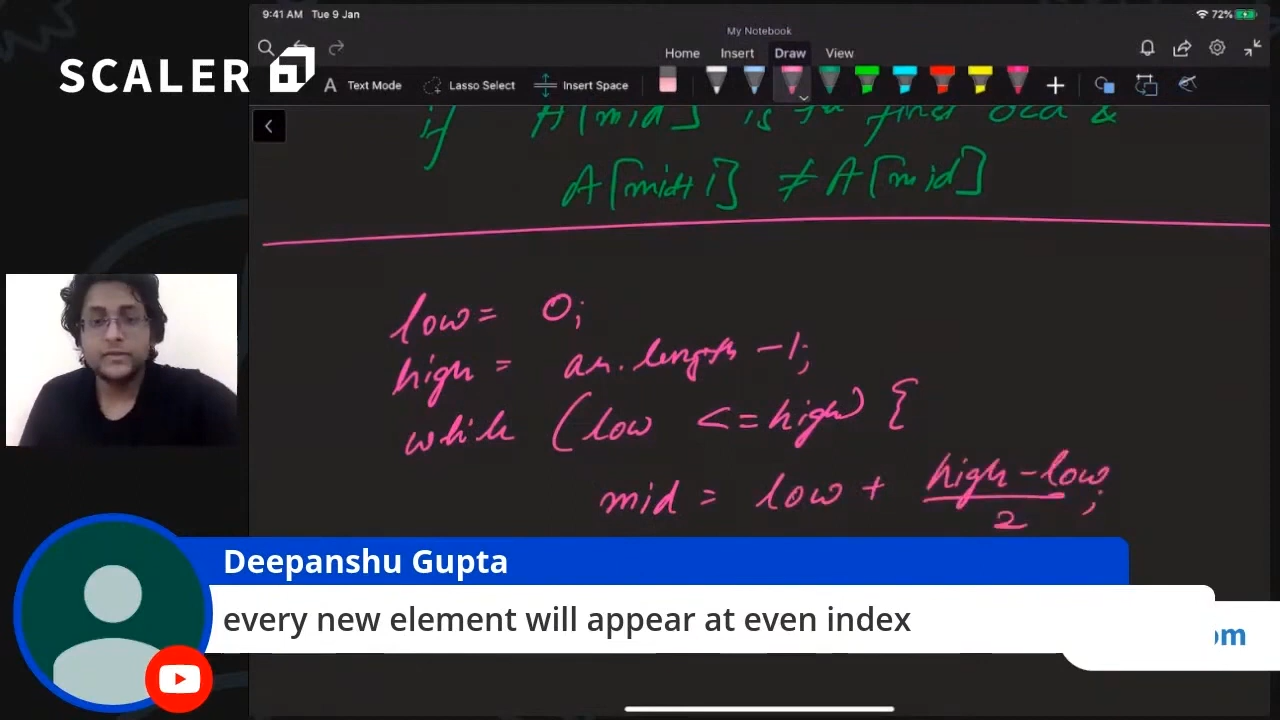 9:41 AM Tue 9 Jan
72%
My Notebook
Home Insert Draw View
SCALER
A Text Mode Lasso Select Insert Space
if A[mid] is &
A[mid+1] ≠ A[mid]
low = 0;
high = arr.length -1;
while (low <= high) {
mid = low + high - low
2 ;
Deepanshu Gupta
every new element will appear at even index
om